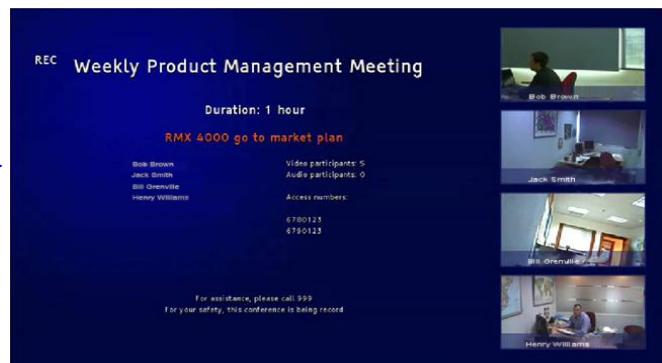 REC
Weekly Product Management Meeting
Duration: 1 hour
RMX 4000 go to market plan
Bob Brown
Jack Smith
Bill Grenville
Henry Williams
Video participants: 5
Audio participants: 0
Access numbers:
6780123
6790123
For assistance, please call 999
For your safety, this conference is being record
Bob Brown
Jack Smith
Bill Grenville
Henry Williams